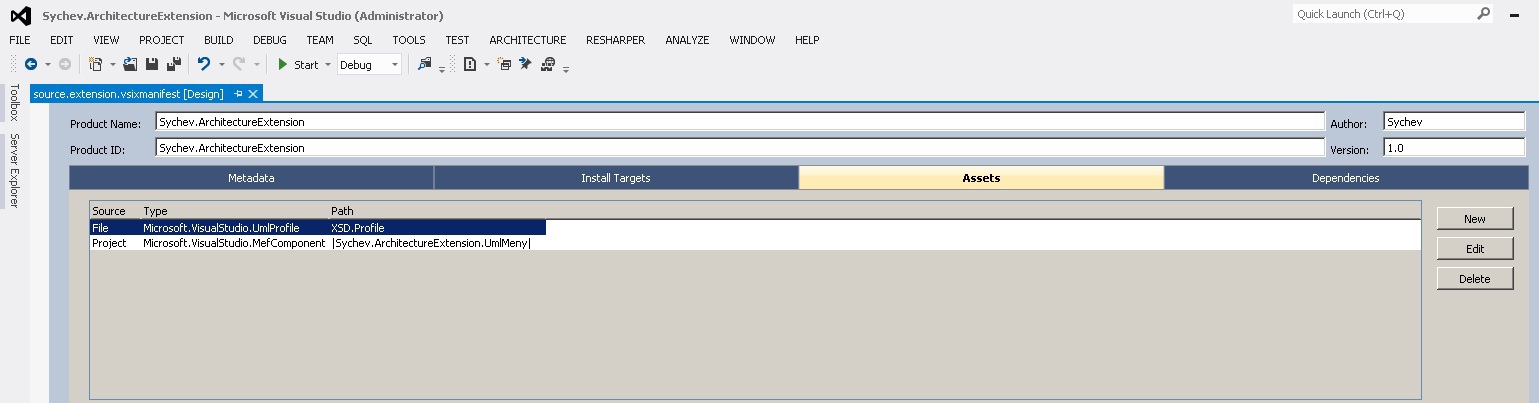 Sychev.ArchitectureExtension - Microsoft Visual Studio (Administrator)
Quick Launch (Ctrl+Q)
FILE EDIT VIEW PROJECT BUILD DEBUG TEAM SQL TOOLS TEST ARCHITECTURE RESHARPER ANALYZE WINDOW HELP
Start Debug
Toolbox
Server Explorer
source.extension.vsixmanifest [Design]
Product Name: Sychev.ArchitectureExtension Author: Sychev
Product ID: Sychev.ArchitectureExtension Version: 1.0
Metadata Install Targets Assets Dependencies
Source Type Path
File Microsoft.VisualStudio.UmlProfile XSD.Profile
Project Microsoft.VisualStudio.MefComponent |Sychev.ArchitectureExtension.UmlMeny|
New
Edit
Delete